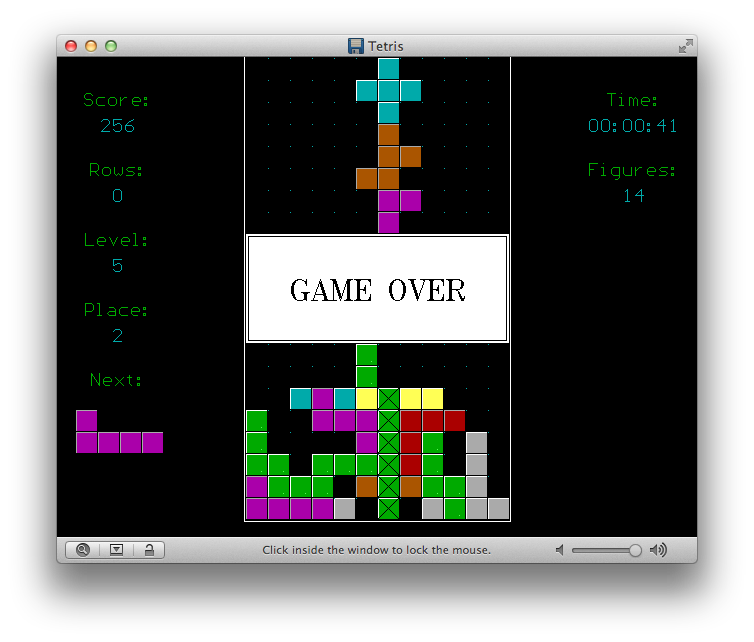 Tetris
Score:
256
Rows:
0
Level:
5
Place:
2
Next:
Time:
00:00:41
Figures:
14
GAME OVER
Click inside the window to lock the mouse.